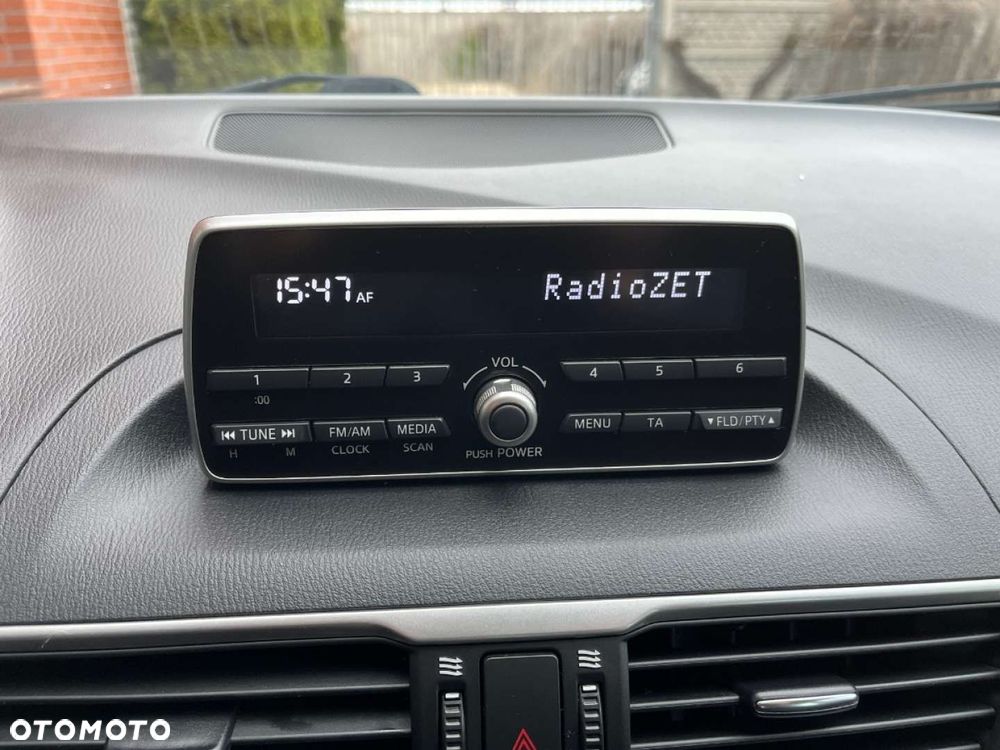 15:47 AF RadioZET
VOL
1 2 3 4 5 6
:00
TUNE FM/AM MEDIA MENU TA ▼FLD/PTY▲
H M CLOCK SCAN PUSH POWER
OTOMOTO